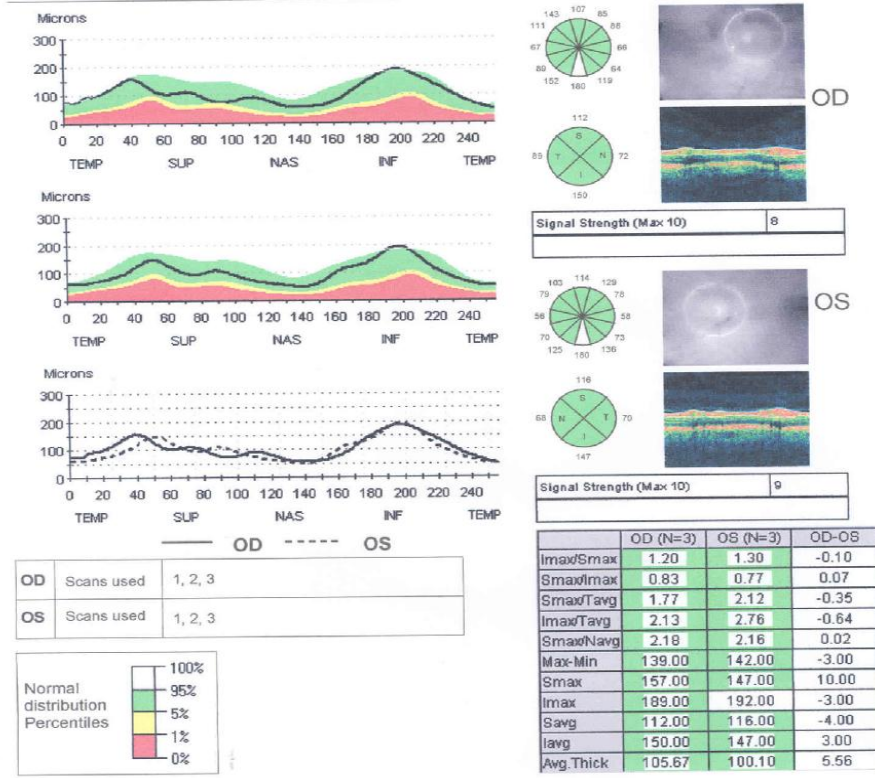 Microns
300
200
100
0
0 20 40 60 80 100 120 140 160 180 200 220 240
TEMP SUP NAS INF TEMP
Microns
300
200
100
0
0 20 40 60 80 100 120 140 160 180 200 220 240
TEMP SUP NAS INF TEMP
Microns
300
200
100
0
0 20 40 60 80 100 120 140 160 180 200 220 240
TEMP SUP NAS INF TEMP
OD OS
OD Scans used 1, 2, 3
OS Scans used 1, 2, 3
Normal
distribution
Percentiles
100%
95%
5%
1%
0%
107
143 85
111 88
67 66
89 64
152 119
180
OD
112
S
89 T N 72
I
150
Signal Strength (Max 10) 8
114
103 129
79 78
56 58
70 73
125 136
180
OS
116
S
68 N T 70
I
147
Signal Strength (Max 10) 9
OD (N=3) OS (N=3) OD-OS
Imax/Smax 1.20 1.30 -0.10
Smax/Imax 0.83 0.77 0.07
Smax/Tavg 1.77 2.12 -0.35
Imax/Tavg 2.13 2.76 -0.64
Smax/Navg 2.18 2.16 0.02
Max-Min 139.00 142.00 -3.00
Smax 157.00 147.00 10.00
Imax 189.00 192.00 -3.00
Savg 112.00 116.00 -4.00
Iavg 150.00 147.00 3.00
Avg.Thick 105.67 100.10 5.56